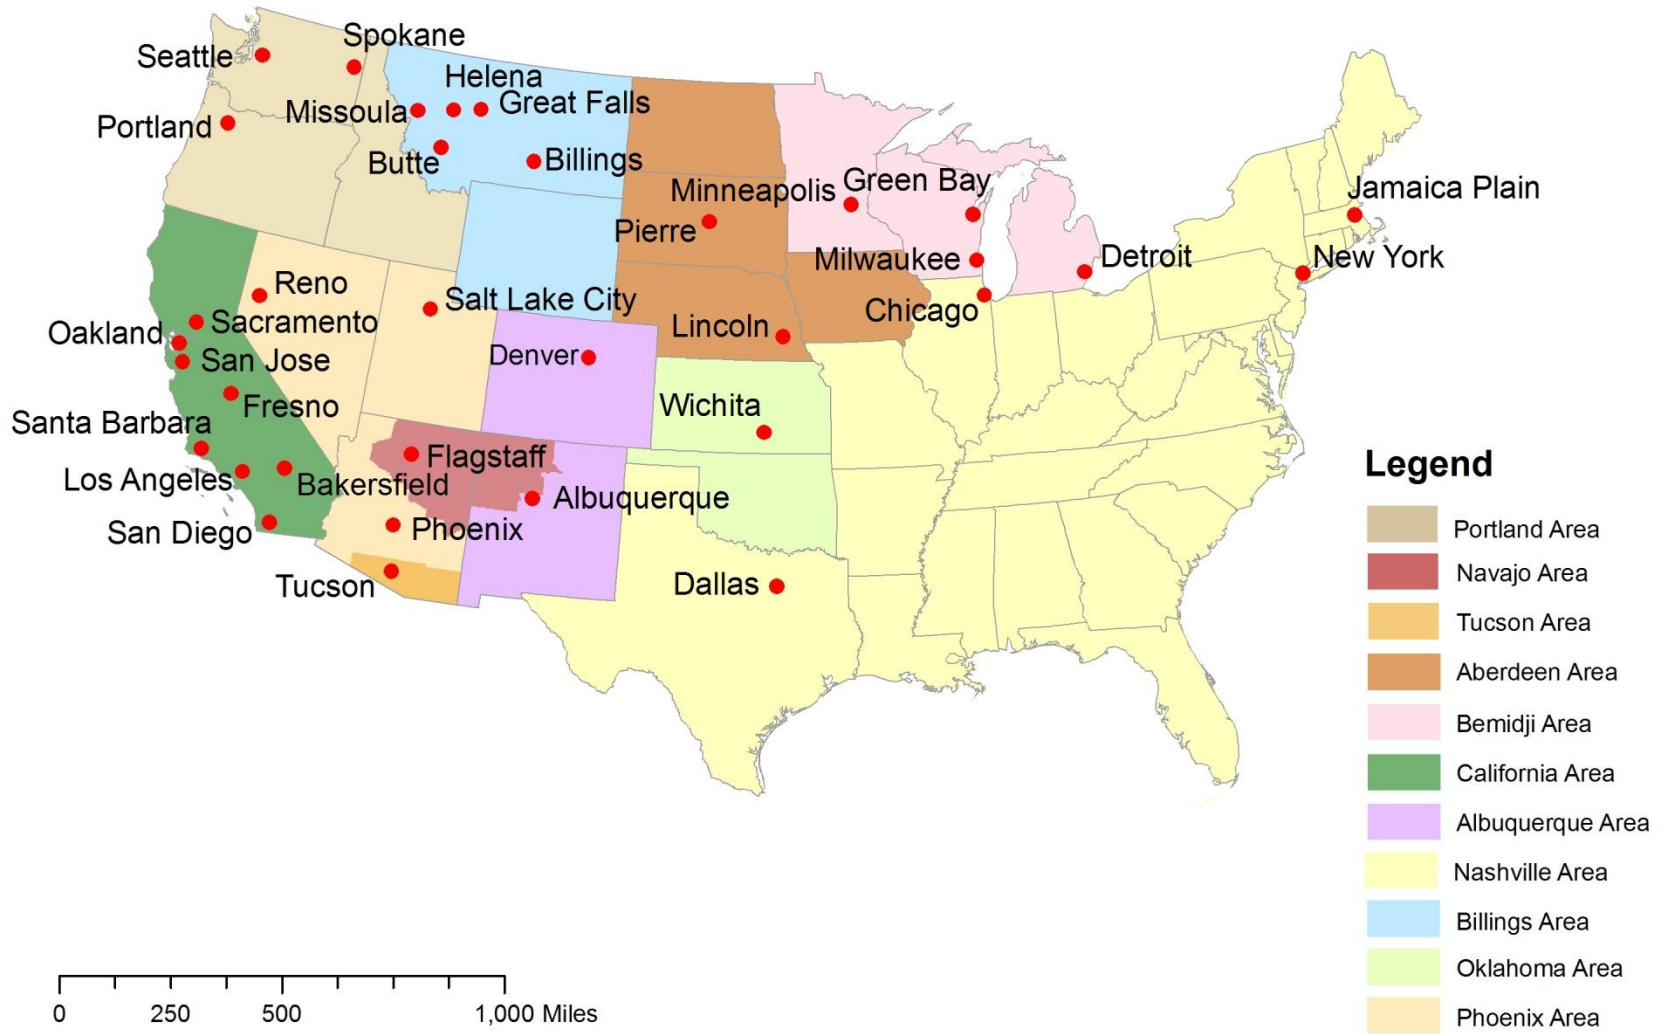 Spokane
Seattle
Helena
Great Falls
Missoula
Portland
Butte
Billings
Minneapolis
Green Bay
Jamaica Plain
Pierre
Milwaukee
Detroit
New York
Reno
Salt Lake City
Chicago
Sacramento
Oakland
Lincoln
San Jose
Denver
Fresno
Wichita
Santa Barbara
Flagstaff
Los Angeles
Bakersfield
Albuquerque
San Diego
Phoenix
Tucson
Dallas
Legend
Portland Area
Navajo Area
Tucson Area
Aberdeen Area
Bemidji Area
California Area
Albuquerque Area
Nashville Area
Billings Area
Oklahoma Area
Phoenix Area
0 250 500 1,000 Miles